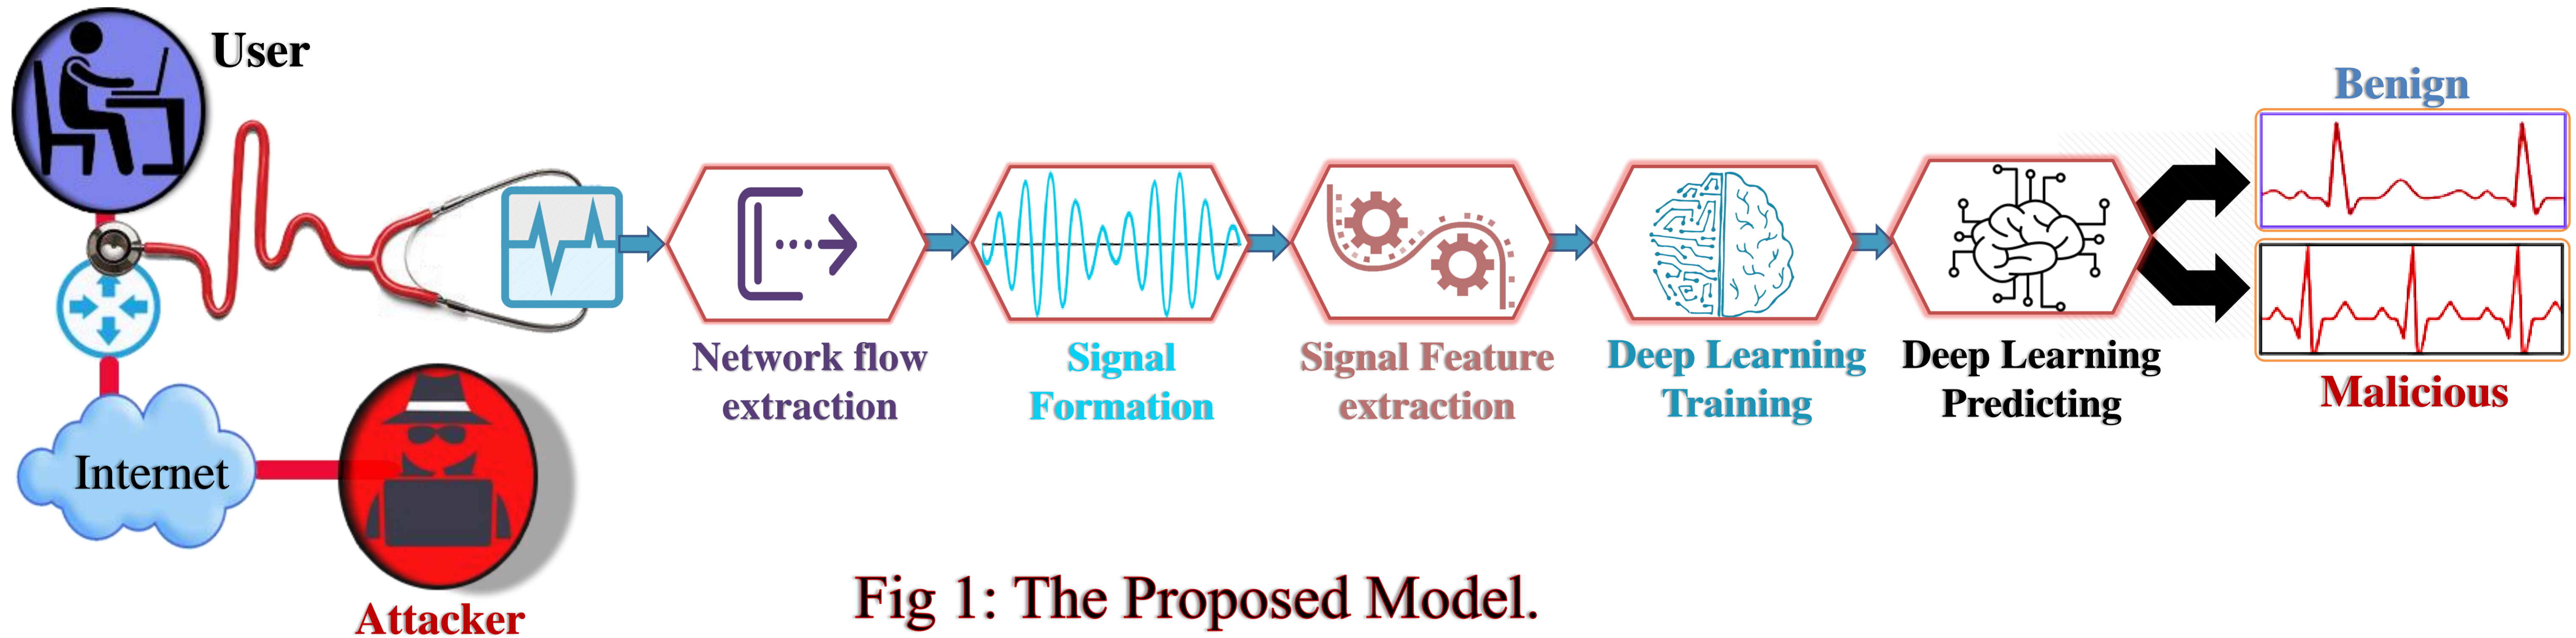 User
Internet
Attacker
Network flow
extraction
Signal
Formation
Signal Feature
extraction
Deep Learning
Training
Deep Learning
Predicting
Benign
Malicious
Fig 1: The Proposed Model.